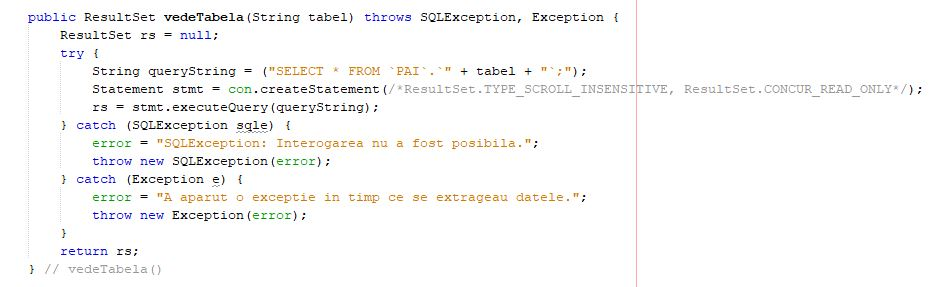 public ResultSet vedeTabela(String tabel) throws SQLException, Exception {
    ResultSet rs = null;
    try {
        String queryString = ("SELECT * FROM `PAI`.`" + tabel + "`;");
        Statement stmt = con.createStatement(/*ResultSet.TYPE_SCROLL_INSENSITIVE, ResultSet.CONCUR_READ_ONLY*/);
        rs = stmt.executeQuery(queryString);
    } catch (SQLException sqle) {
        error = "SQLException: Interogarea nu a fost posibila.";
        throw new SQLException(error);
    } catch (Exception e) {
        error = "A aparut o exceptie in timp ce se extrageau datele.";
        throw new Exception(error);
    }
    return rs;
} // vedeTabela()